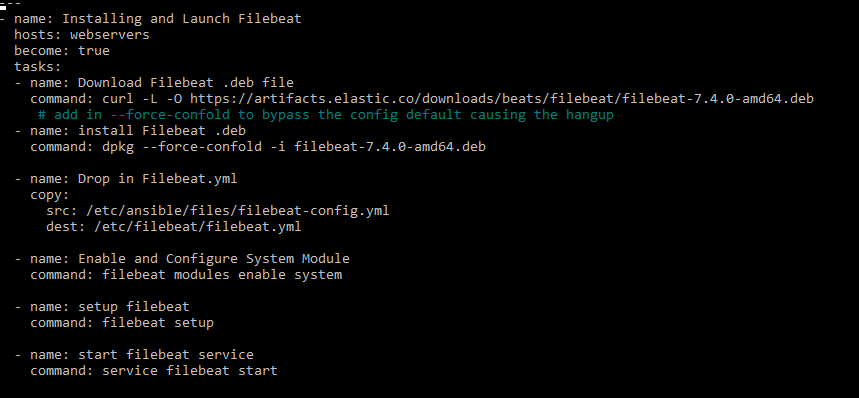 ---
- name: Installing and Launch Filebeat
  hosts: webservers
  become: true
  tasks:
  - name: Download Filebeat .deb file
    command: curl -L -O https://artifacts.elastic.co/downloads/beats/filebeat/filebeat-7.4.0-amd64.deb
     # add in --force-confold to bypass the config default causing the hangup
  - name: install Filebeat .deb
    command: dpkg --force-confold -i filebeat-7.4.0-amd64.deb

  - name: Drop in Filebeat.yml
    copy:
      src: /etc/ansible/files/filebeat-config.yml
      dest: /etc/filebeat/filebeat.yml

  - name: Enable and Configure System Module
    command: filebeat modules enable system

  - name: setup filebeat
    command: filebeat setup

  - name: start filebeat service
    command: service filebeat start